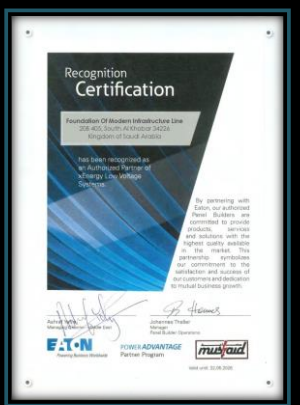 Recognition
Certification
Foundation Of Modern Infrastructure Line
South Al Khobar 34226
Kingdom of Saudi Arabia
has been recognized as
an Authorized Partner of
xEnergy Low Voltage
Systems.
By partnering with
Eaton, our authorized
Panel Builders are
committed to provide
products, services
and solutions with the
highest quality available
in the market. This
partnership symbolizes
our commitment to the
satisfaction and success of
our customers and dedication
to mutual business growth.
Johannes Thaller
Manager
Panel Builder Operations
EATON
Powering Business Worldwide
POWER ADVANTAGE
Partner Program